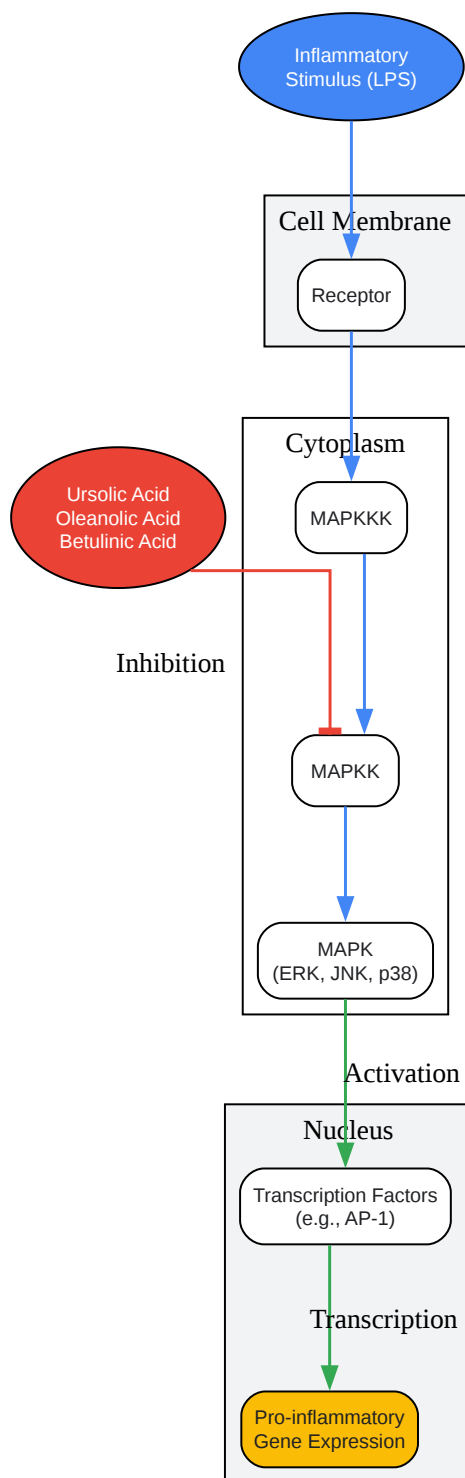 Inflammatory
Stimulus (LPS)
Cell Membrane
Receptor
Cytoplasm
MAPKKK
Ursolic Acid
Oleanolic Acid
Betulinic Acid
Inhibition
MAPKK
MAPK
(ERK, JNK, p38)
Activation
Nucleus
Transcription Factors
(e.g., AP-1)
Transcription
Pro-inflammatory
Gene Expression